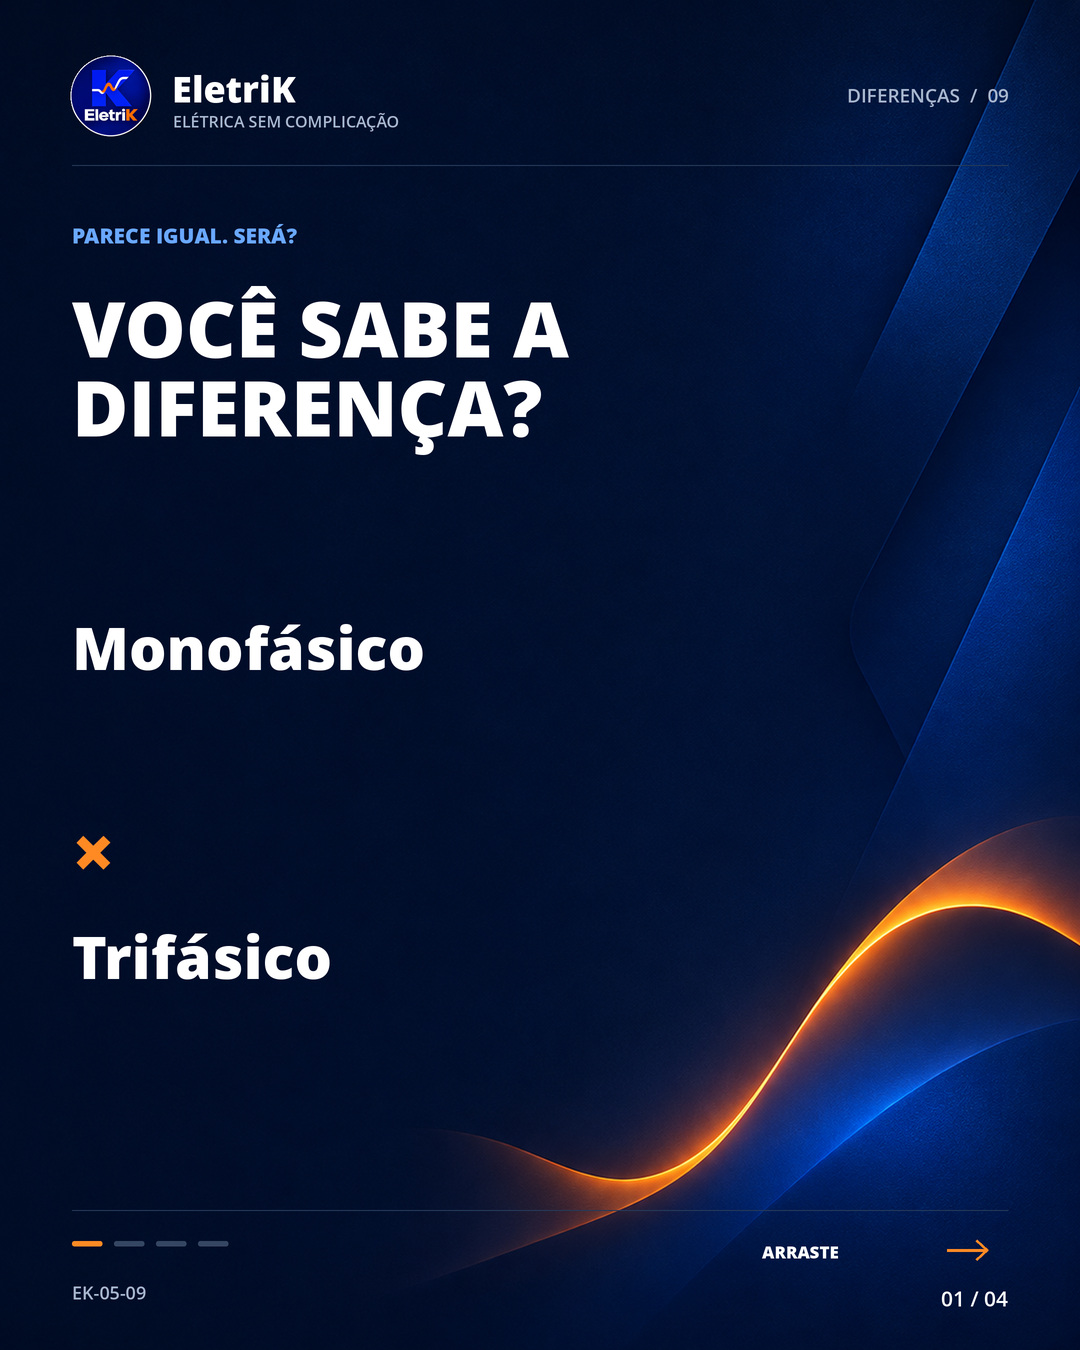 EletriK
EletriK
ELÉTRICA SEM COMPLICAÇÃO
DIFERENÇAS / 09
PARECE IGUAL. SERÁ?
VOCÊ SABE A
DIFERENÇA?
Monofásico
×
Trifásico
ARRASTE
EK-05-09
01 / 04